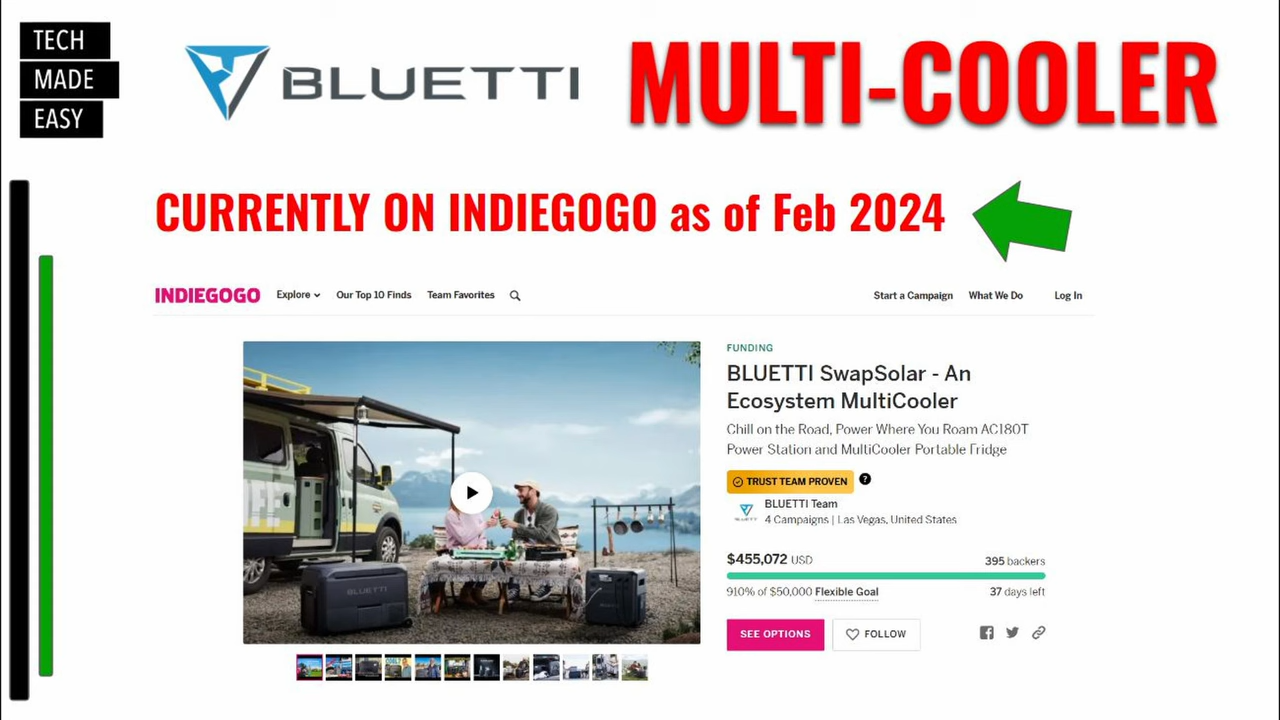 TECH
MADE
EASY
BLUETTI
MULTI-COOLER
CURRENTLY ON INDIEGOGO as of Feb 2024
INDIEGOGO Explore Our Top 10 Finds Team Favorites
Start a Campaign What We Do Log In
BLUETTI
FUNDING
BLUETTI SwapSolar - An
Ecosystem MultiCooler
Chill on the Road, Power Where You Roam AC180T
Power Station and MultiCooler Portable Fridge
TRUST TEAM PROVEN ?
BLUETTI
BLUETTI Team
4 Campaigns | Las Vegas, United States
$455,072 USD 395 backers
910% of $50,000 Flexible Goal 37 days left
SEE OPTIONS FOLLOW